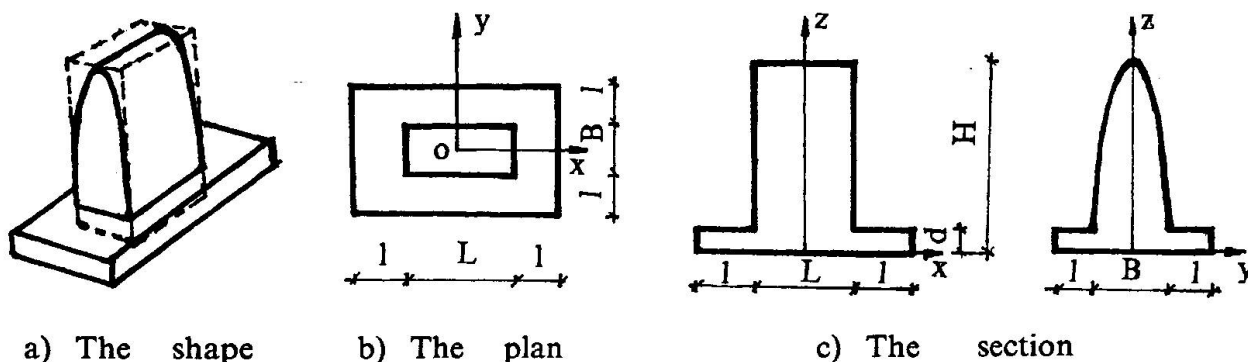 y
l
B
l
o
x
l L l
z
H
d
x
l L l
z
l B l
y
a) The shape
b) The plan
c) The section